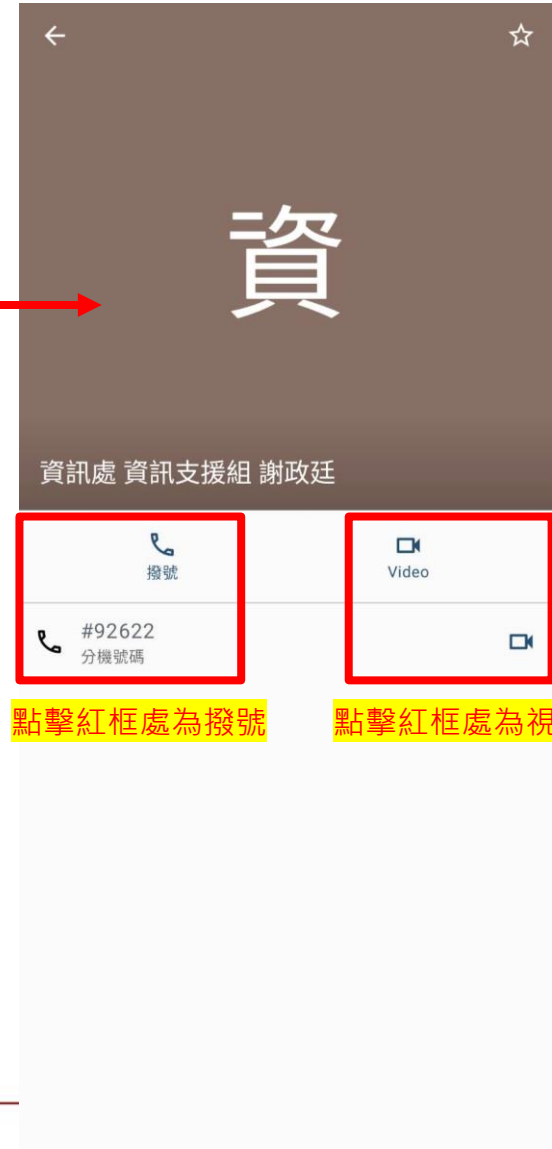 資
資訊處 資訊支援組 謝政廷
撥號
Video
#92622
分機號碼
點擊紅框處為撥號
點擊紅框處為視